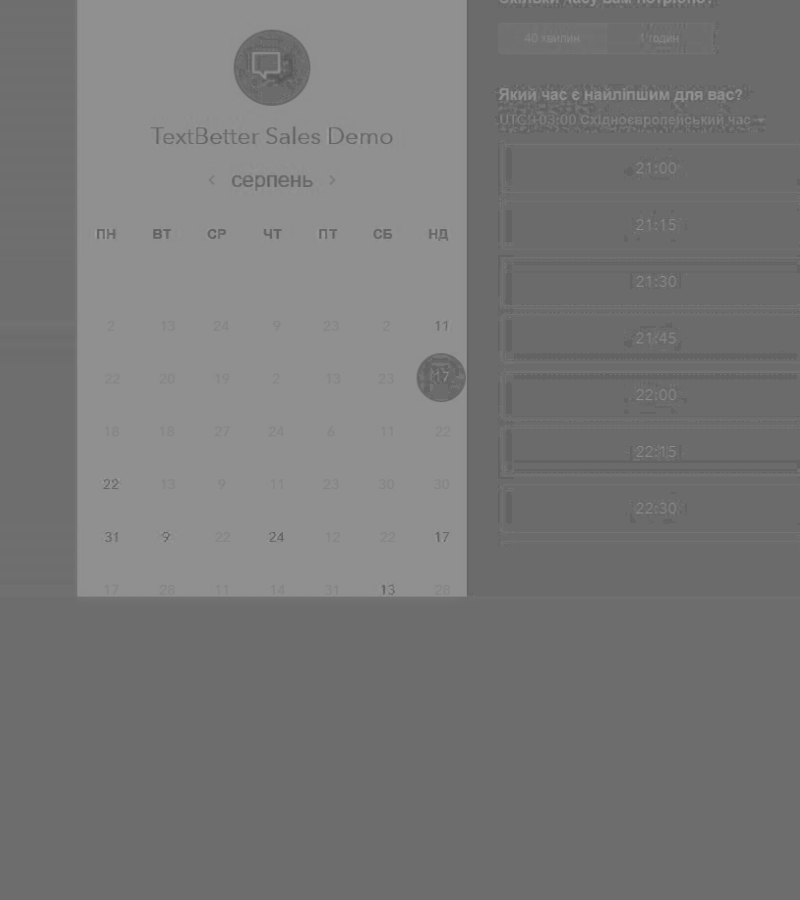 TextBetter Sales Demo
‹ серпень ›
ПН ВТ СР ЧТ ПТ СБ НД
2 13 24 9 23 2 11
22 20 19 2 13 23 17
18 18 27 24 6 11 22
22 13 9 11 23 30 30
31 9 22 24 12 22 17
17 28 11 14 31 13 28
Скільки часу вам потрібно?
40 хвилин 1 годин
Який час є найліпшим для вас?
UTC +03:00 Східноєвропейський час
21:00
21:15
21:30
21:45
22:00
22:15
22:30